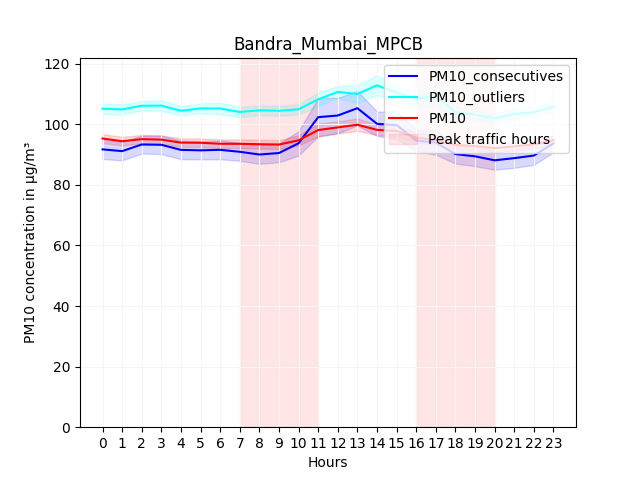 Bandra_Mumbai_MPCB
120
100
80
60
40
20
0
PM10 concentration in μg/m³
PM10_consecutives
PM10_outliers
PM10
Peak traffic hours
0 1 2 3 4 5 6 7 8 9 10 11 12 13 14 15 16 17 18 19 20 21 22 23
Hours